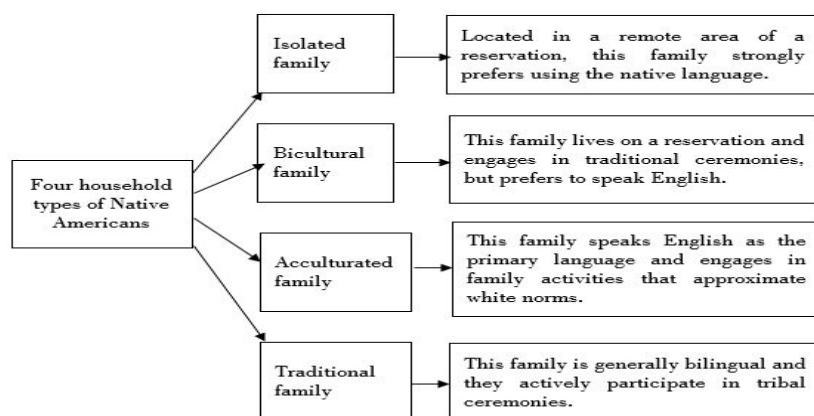 Four household
types of Native
Americans
Isolated
family
Located in a remote area of a
reservation, this family strongly
prefers using the native language.
Bicultural
family
This family lives on a reservation and
engages in traditional ceremonies,
but prefers to speak English.
Acculturated
family
This family speaks English as the
primary language and engages in
family activities that approximate
white norms.
Traditional
family
This family is generally bilingual and
they actively participate in tribal
ceremonies.